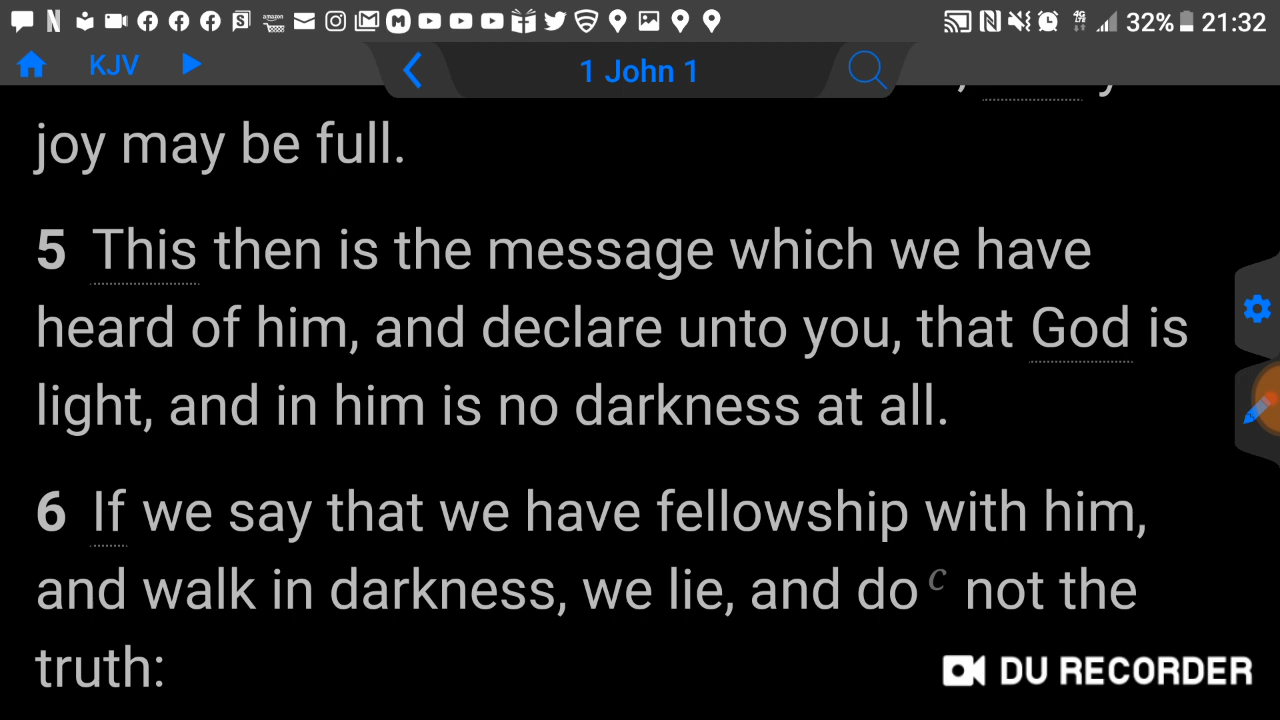 32% 21:32
KJV 1 John 1
joy may be full.
5 This then is the message which we have
heard of him, and declare unto you, that God is
light, and in him is no darkness at all.
6 If we say that we have fellowship with him,
and walk in darkness, we lie, and do c not the
truth:
DU RECORDER